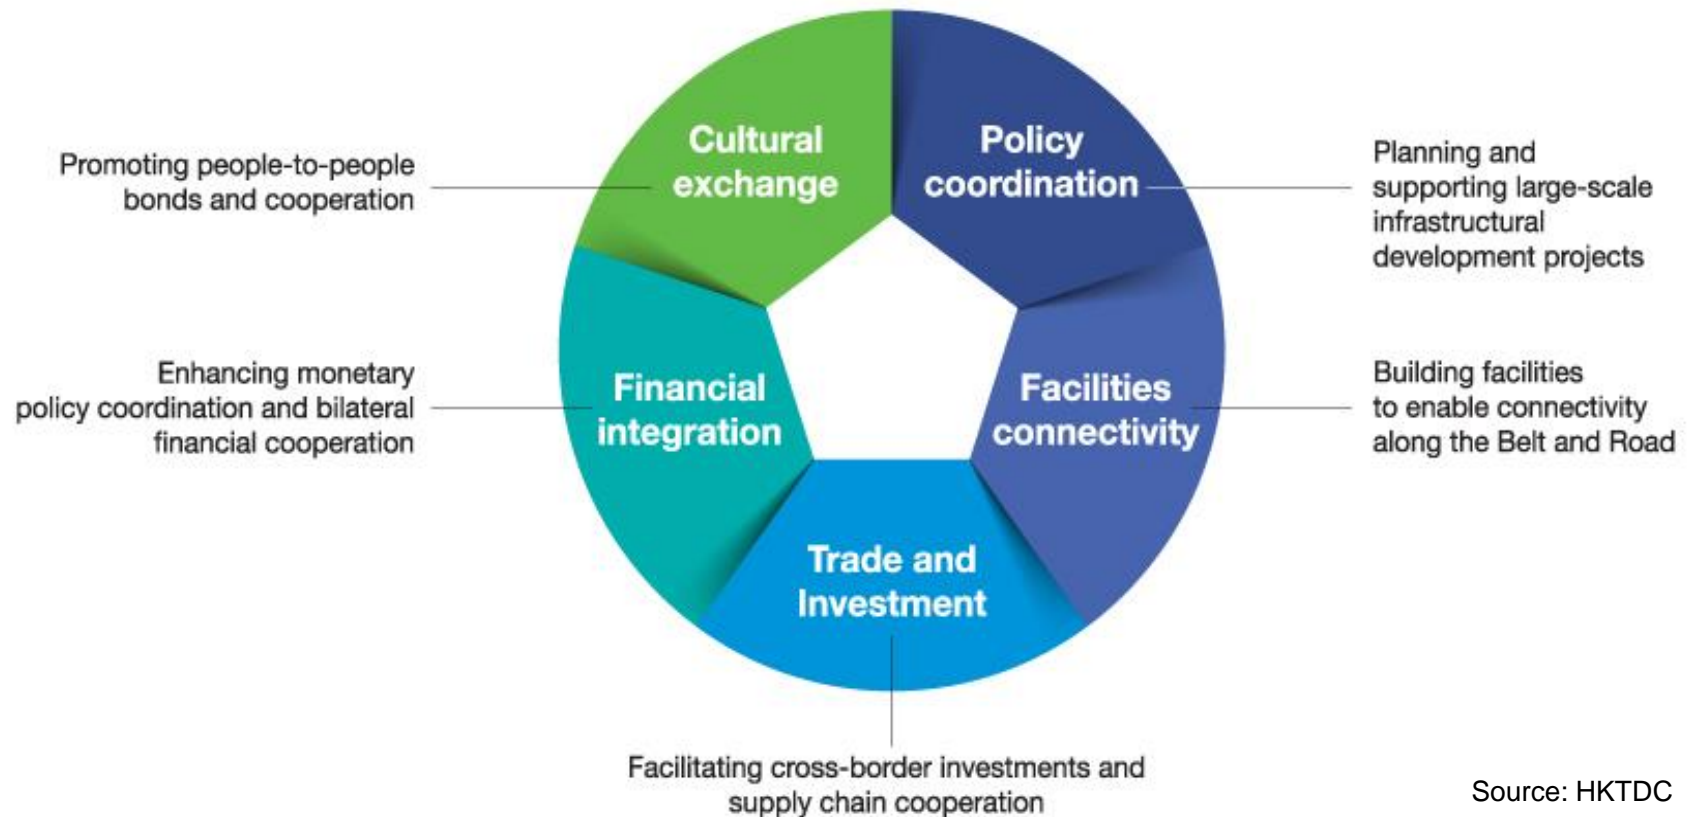 Cultural
exchange
Promoting people-to-people
bonds and cooperation
Policy
coordination
Planning and
supporting large-scale
infrastructural
development projects
Financial
integration
Enhancing monetary
policy coordination and bilateral
financial cooperation
Facilities
connectivity
Building facilities
to enable connectivity
along the Belt and Road
Trade and
Investment
Facilitating cross-border investments and
supply chain cooperation
Source: HKTDC